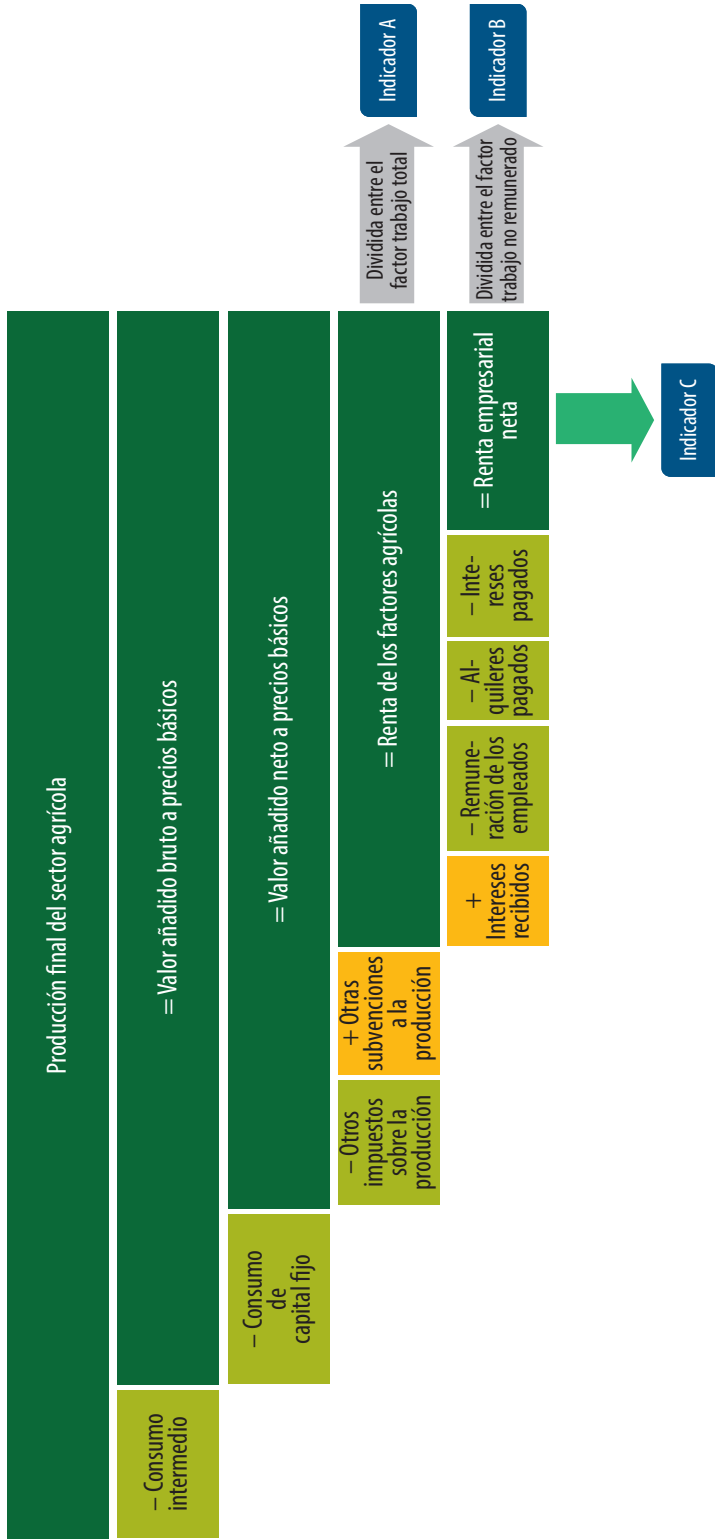 Producción final del sector agrícola
– Consumo
intermedio
= Valor añadido bruto a precios básicos
– Consumo
de
capital fijo
= Valor añadido neto a precios básicos
– Otros
impuestos
sobre la
producción
+ Otras
subvenciones
a la
producción
= Renta de los factores agrícolas
Dividida entre el
factor trabajo total
Indicador A
+
Intereses
recibidos
– Remune-
ración de los
empleados
– Al-
quileres
pagados
– Inte-
reses
pagados
= Renta empresarial
neta
Dividida entre el factor
trabajo no remunerado
Indicador B
Indicador C